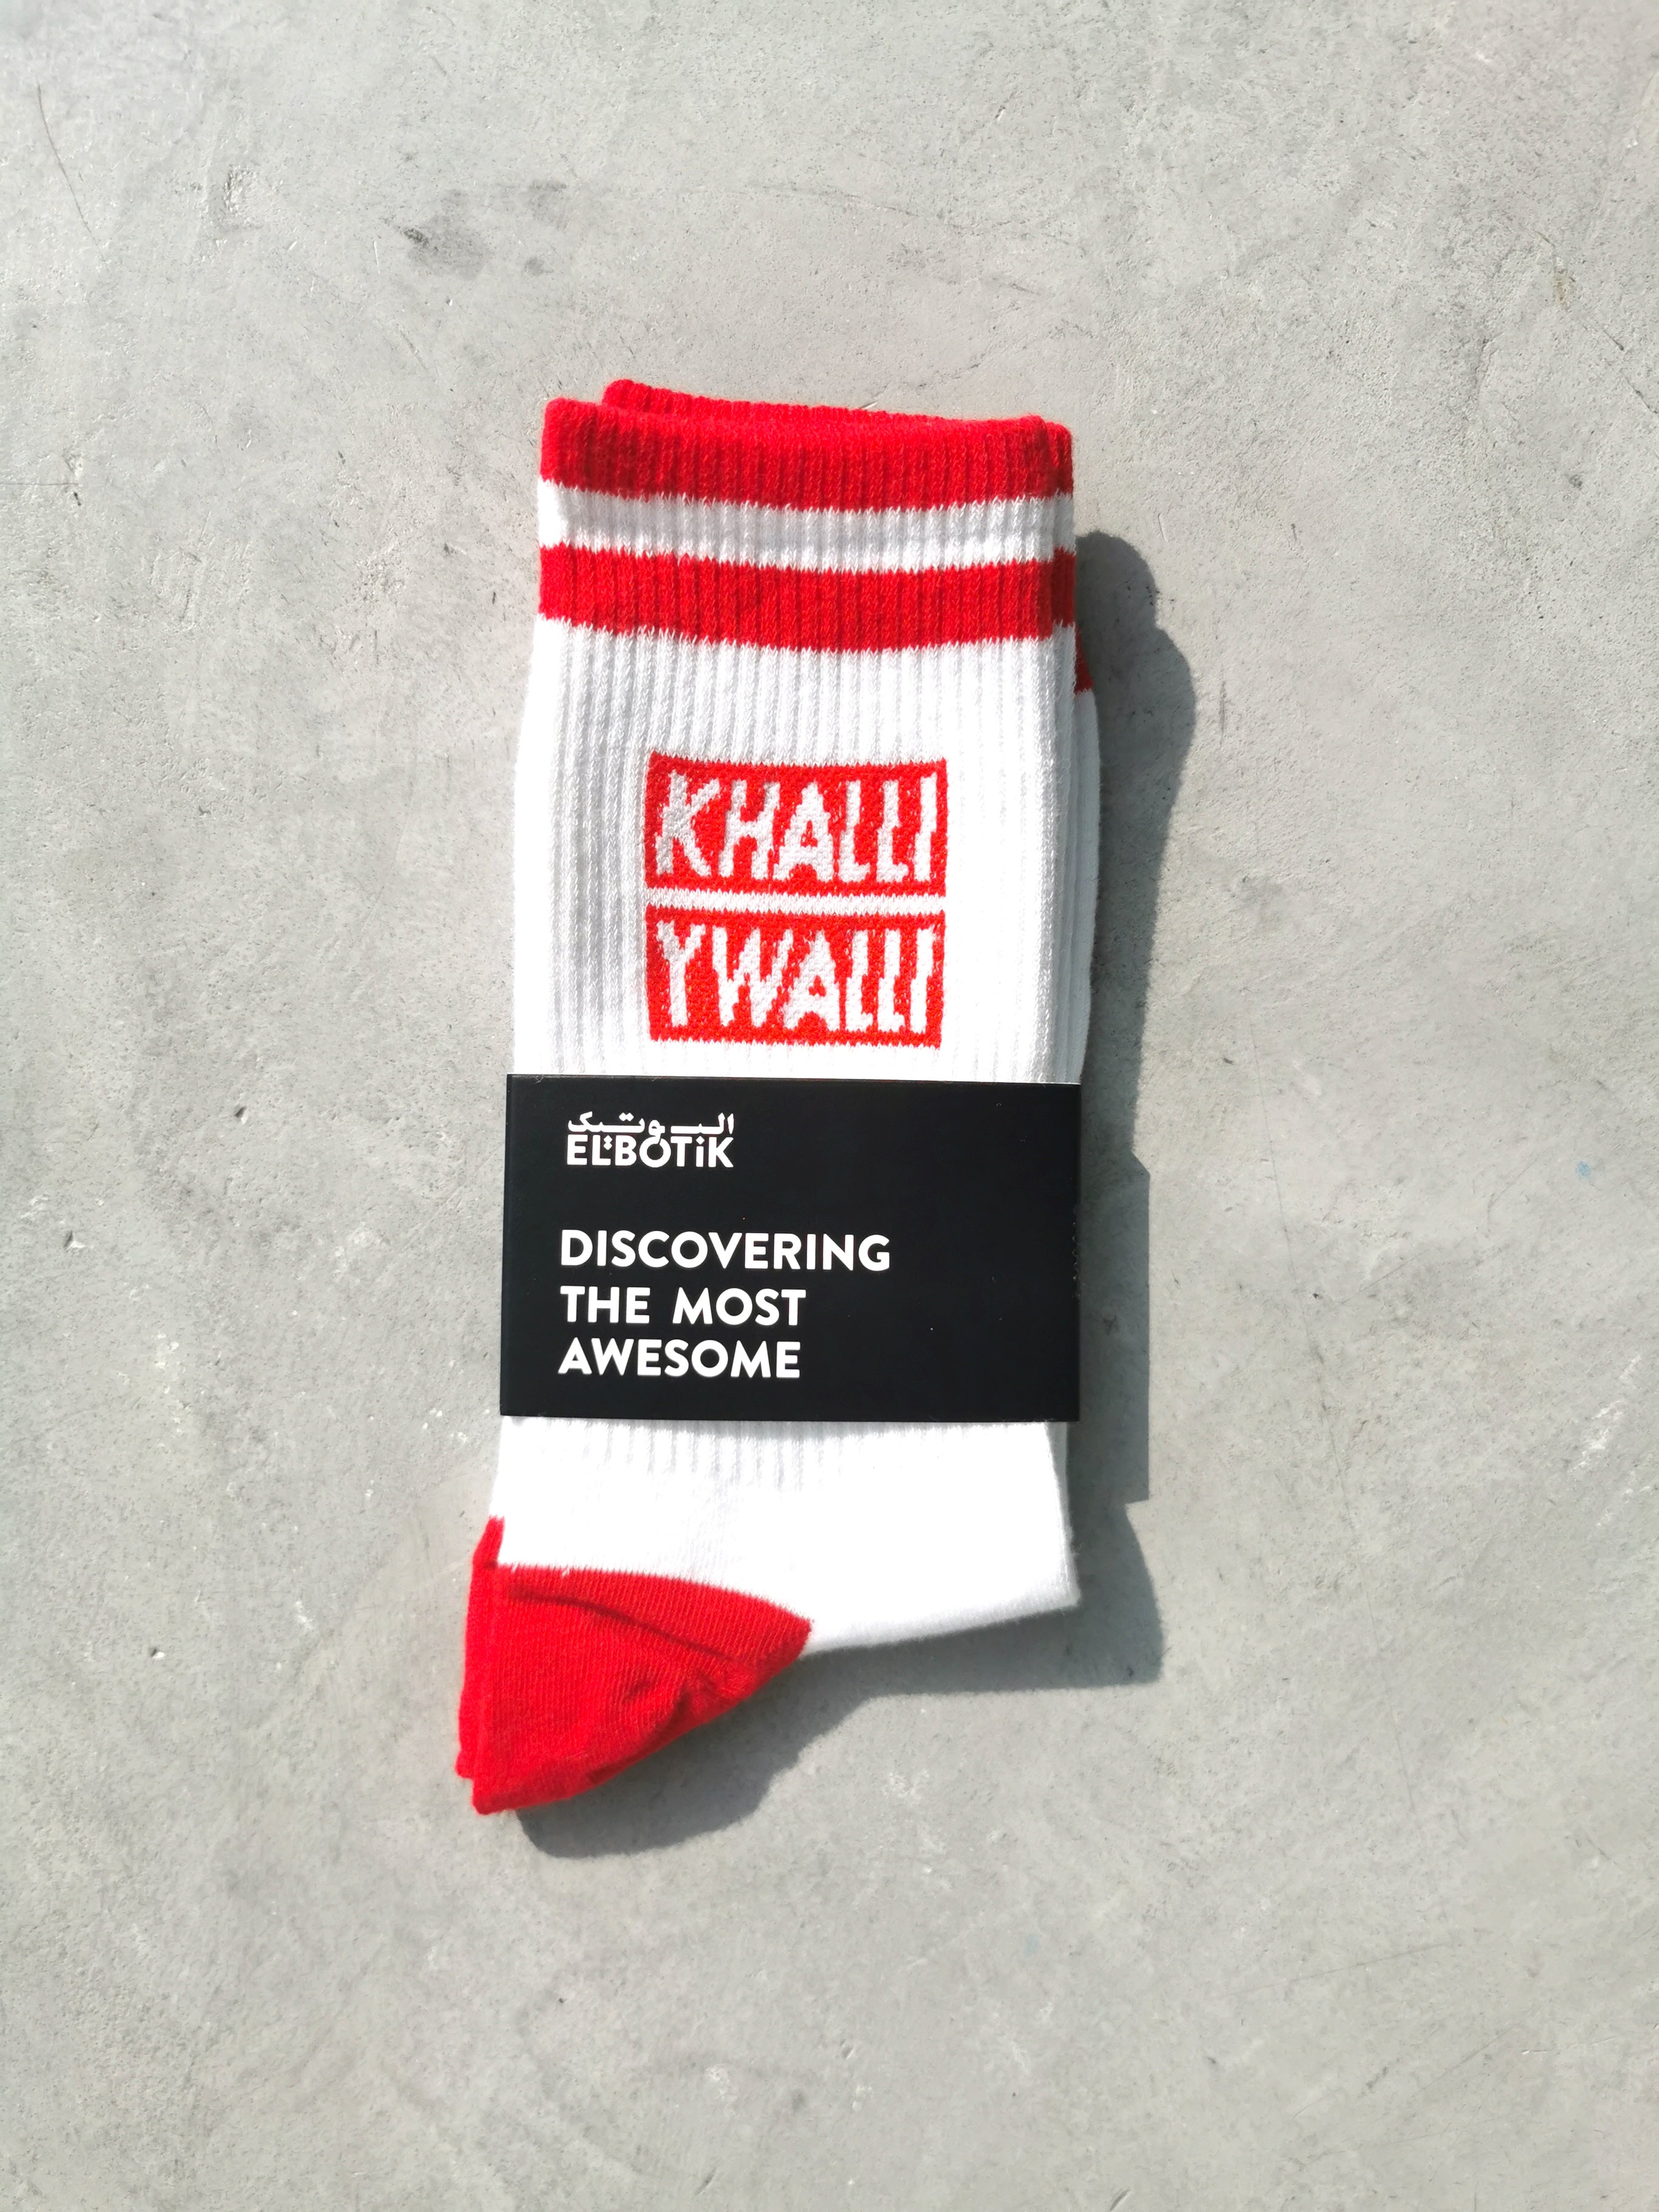 KHALLI
YWALLI
البوتيك
ELBOTIK
DISCOVERING
THE MOST
AWESOME